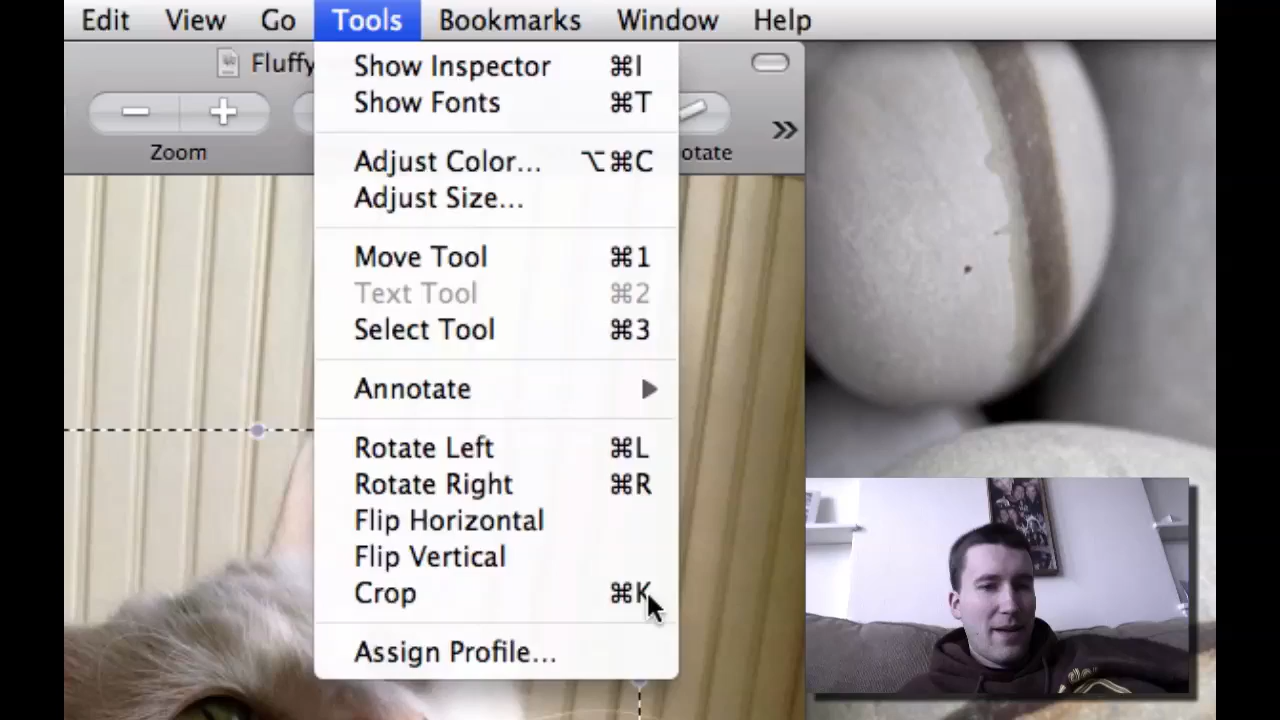 Edit View Go Tools Bookmarks Window Help
Fluffy
Zoom
otate
Show Inspector ⌘I
Show Fonts ⌘T
Adjust Color... ⌥⌘C
Adjust Size...
Move Tool ⌘1
Text Tool ⌘2
Select Tool ⌘3
Annotate
Rotate Left ⌘L
Rotate Right ⌘R
Flip Horizontal
Flip Vertical
Crop ⌘K
Assign Profile...